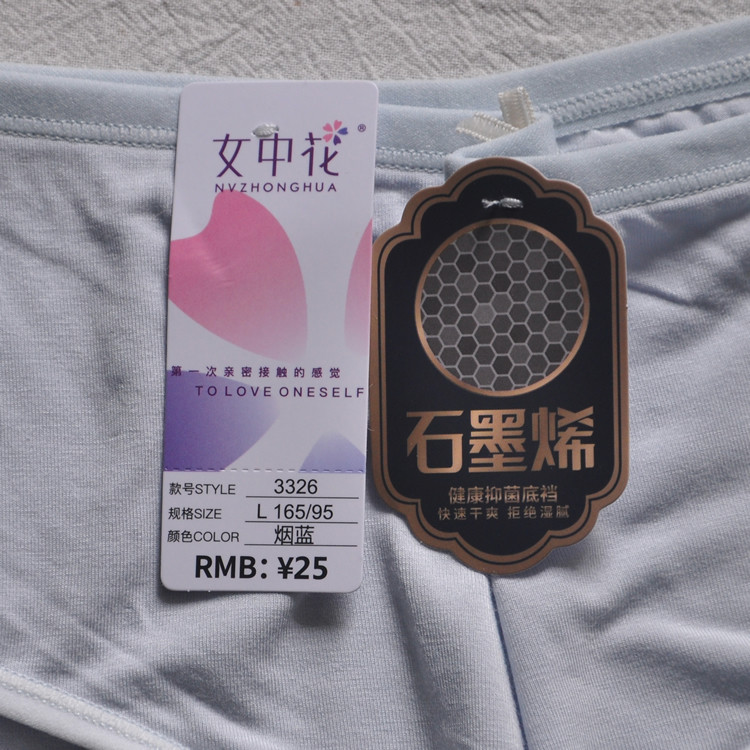 女中花®
NVZHONGHUA
第一次亲密接触的感觉
TO LOVE ONESELF
款号STYLE 3326
规格SIZE L 165/95
颜色COLOR 烟蓝
RMB: ¥25
石墨烯
健康抑菌底裆
快速干爽 拒绝湿腻